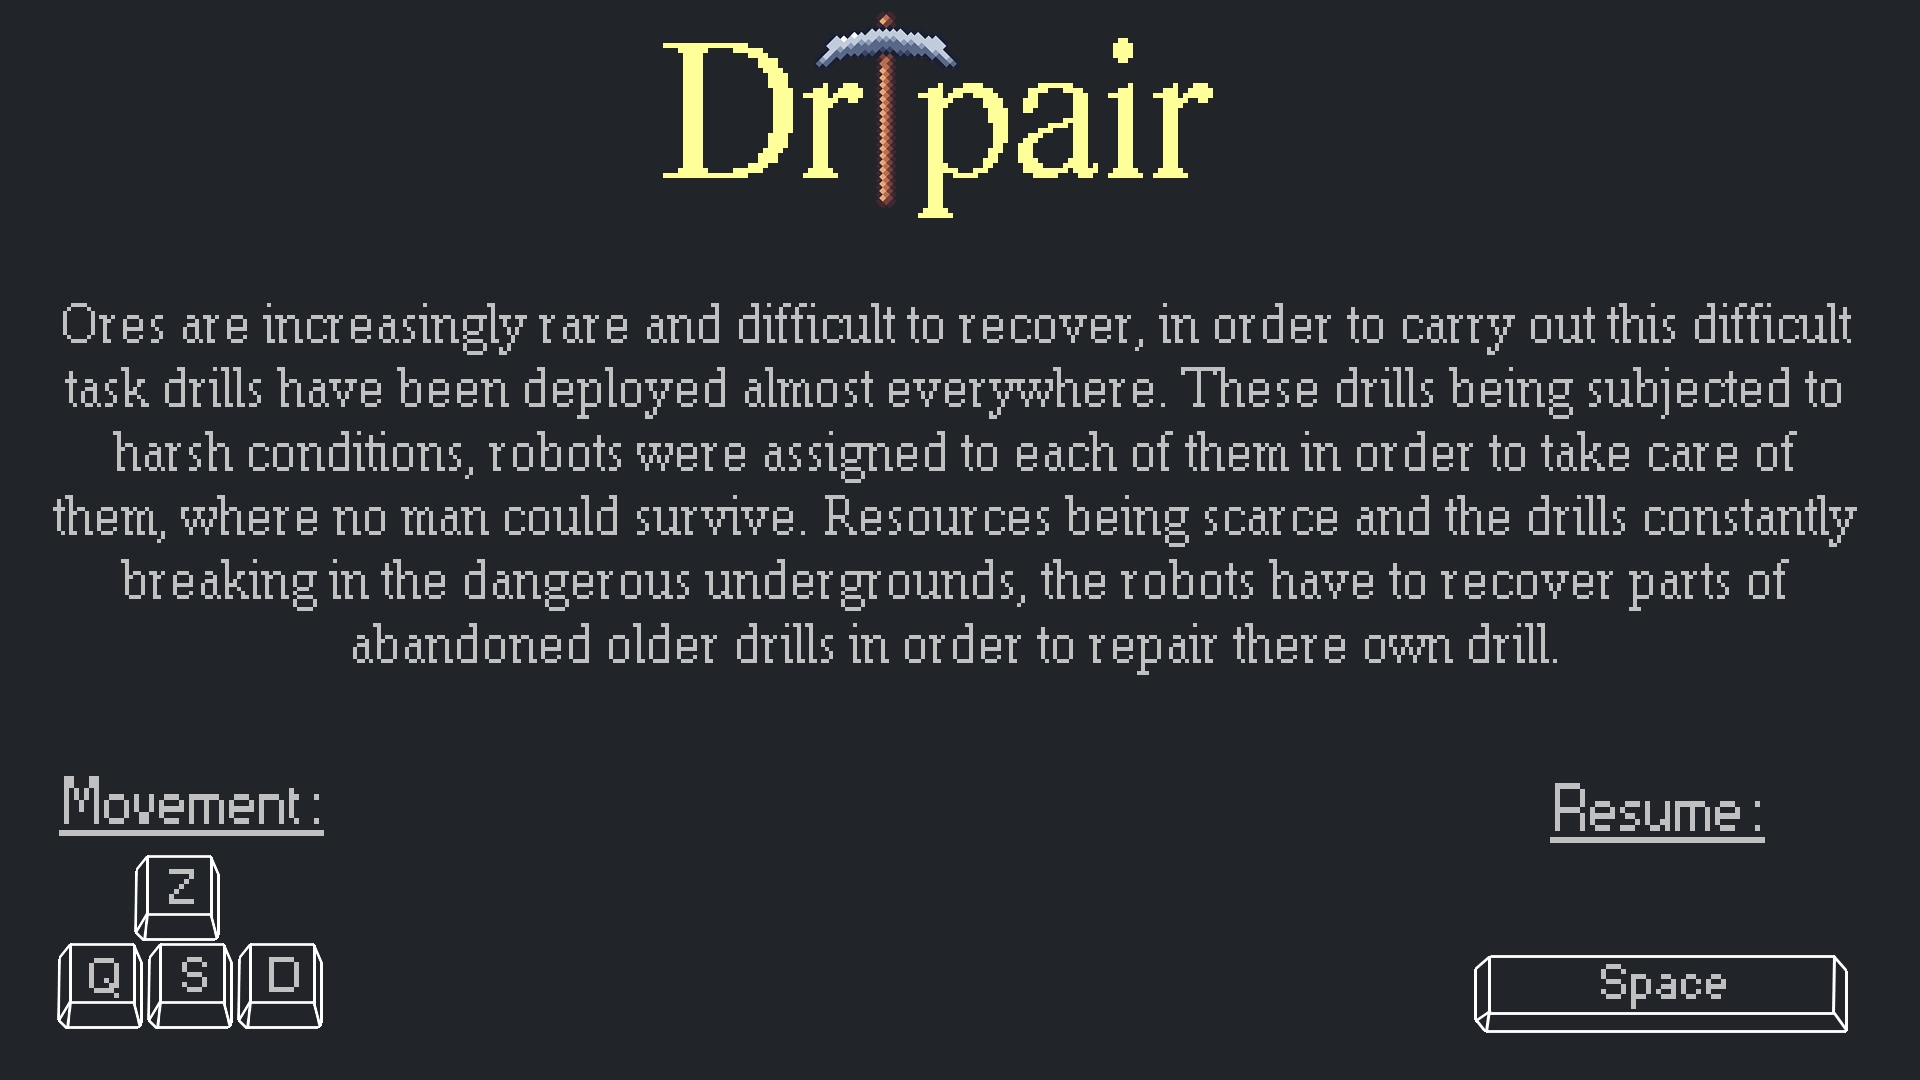 Dripair
Ores are increasingly rare and difficult to recover, in order to carry out this difficult
task drills have been deployed almost everywhere. These drills being subjected to
harsh conditions, robots were assigned to each of them in order to take care of
them, where no man could survive. Resources being scarce and the drills constantly
breaking in the dangerous undergrounds, the robots have to recover parts of
abandoned older drills in order to repair there own drill.
Movement:
Resume:
Z
Q S D
Space